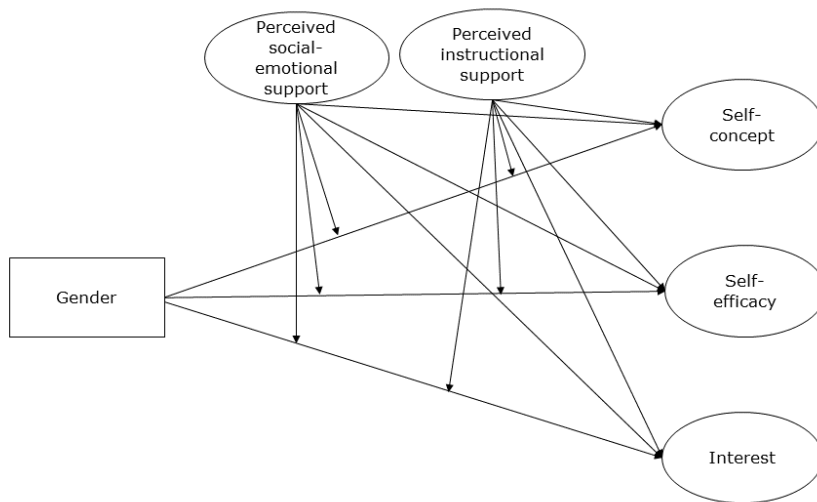 Perceived
social-
emotional
support
Perceived
instructional
support
Self-
concept
Gender
Self-
efficacy
Interest